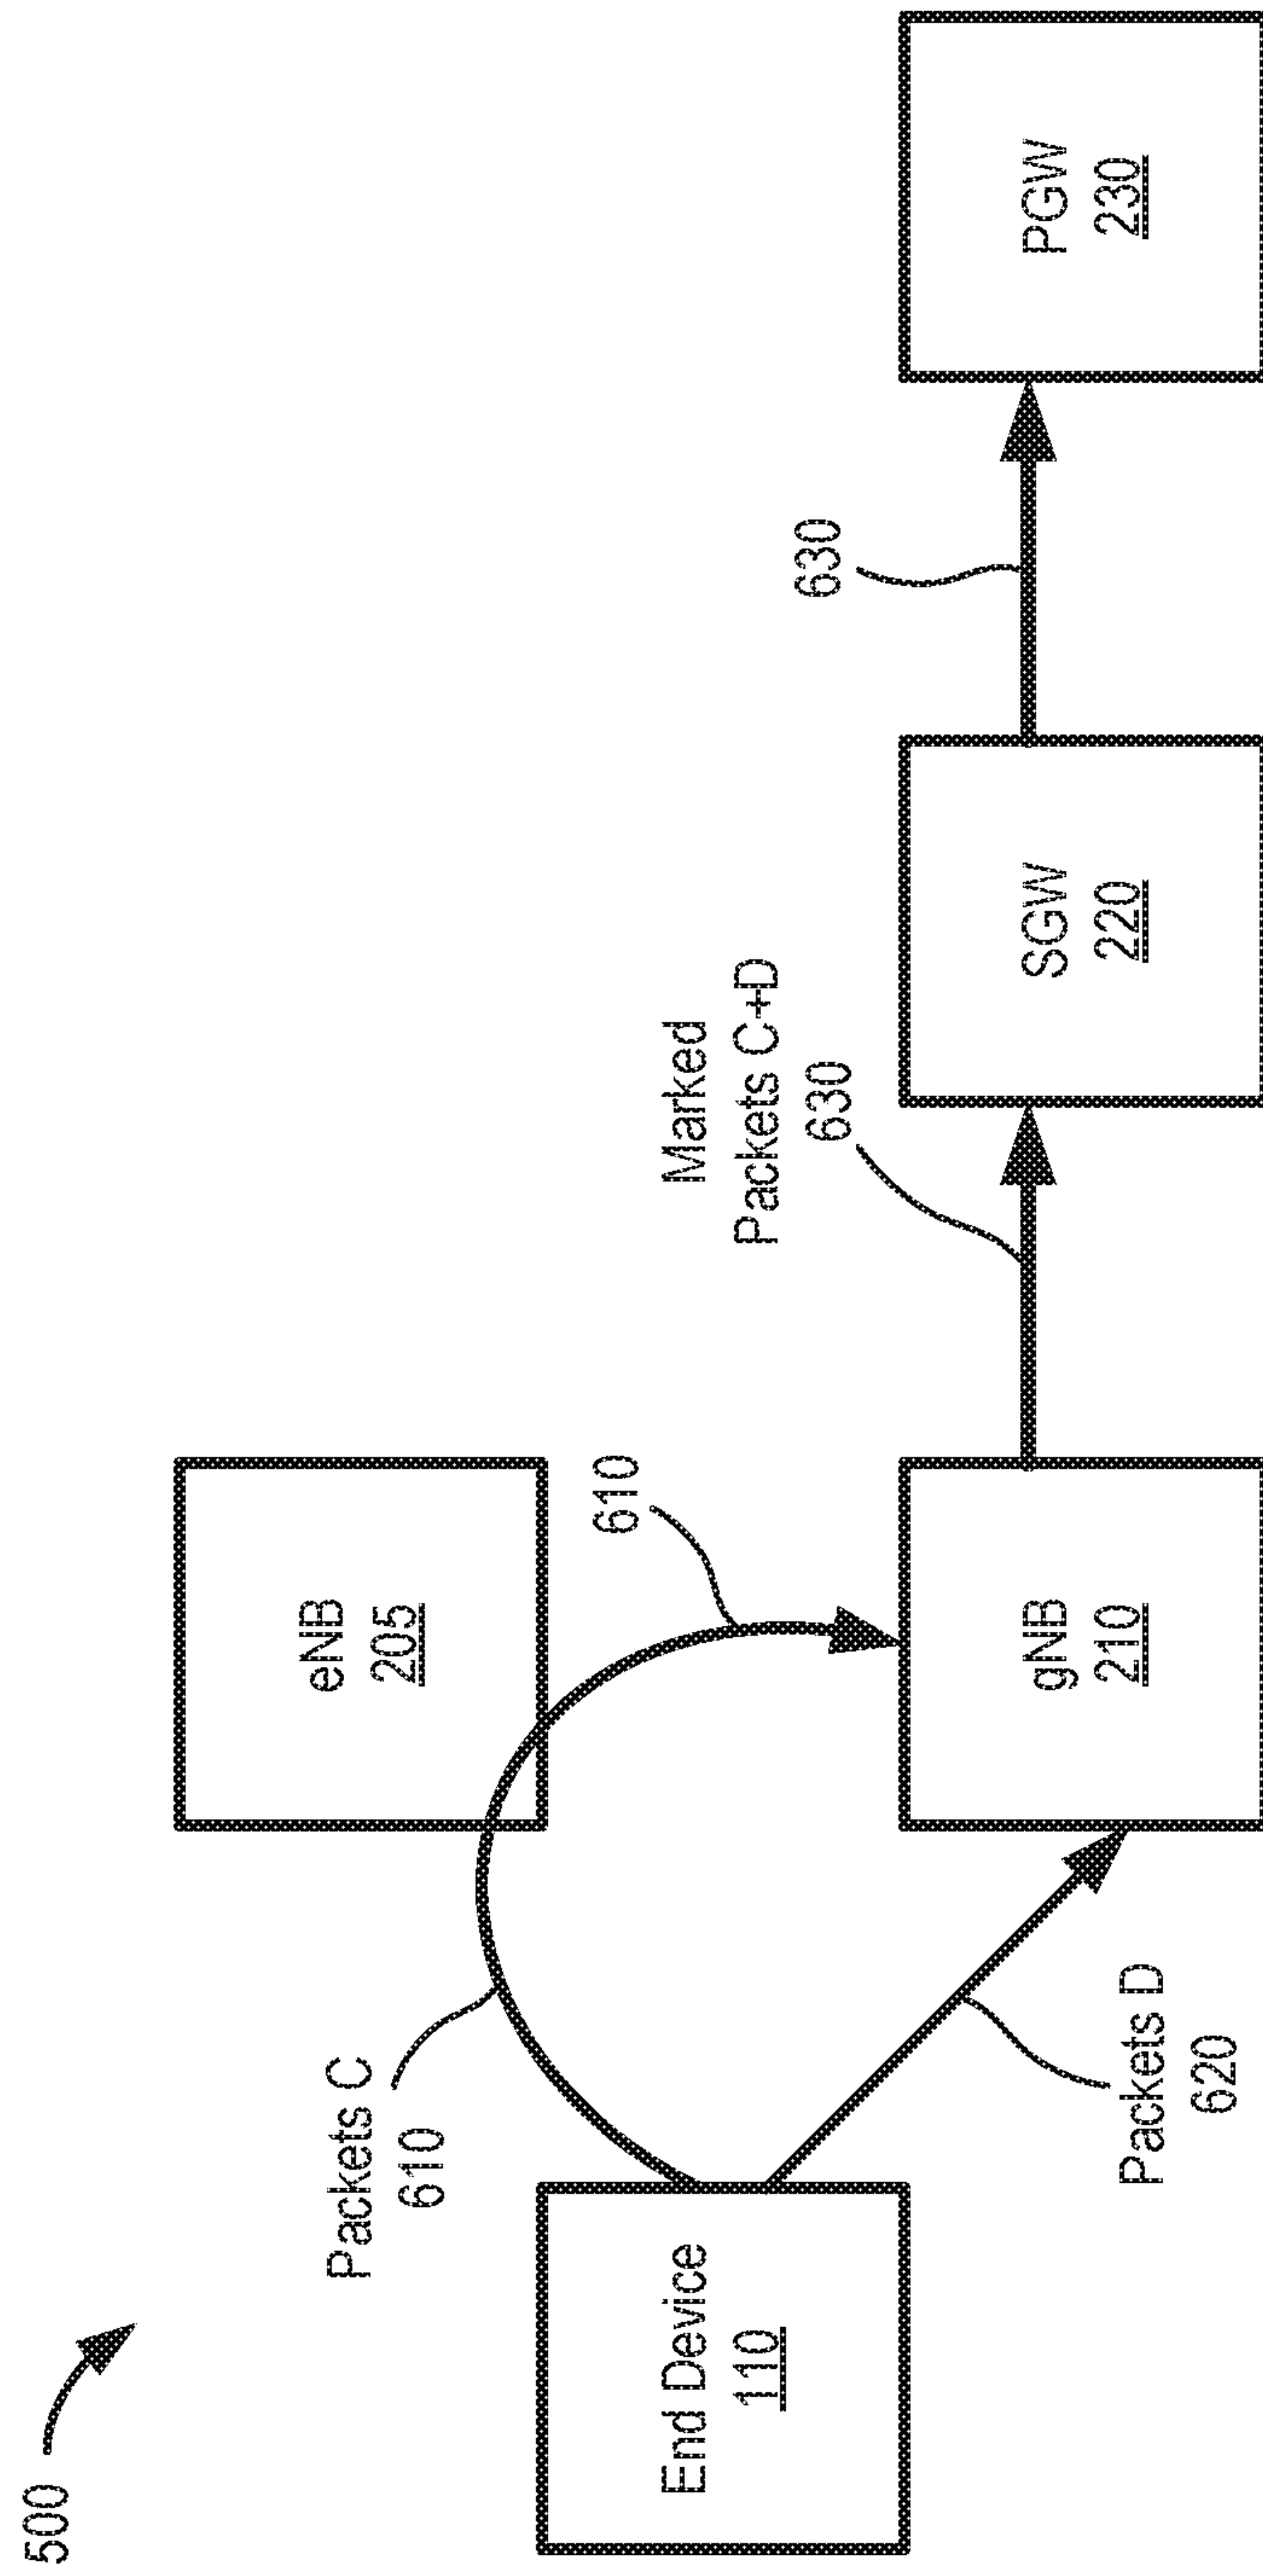 500
End Device
110
Packets C
610
Packets D
620
eNB
205
610
gNB
210
Marked
Packets C+D
630
SGW
220
630
PGW
230